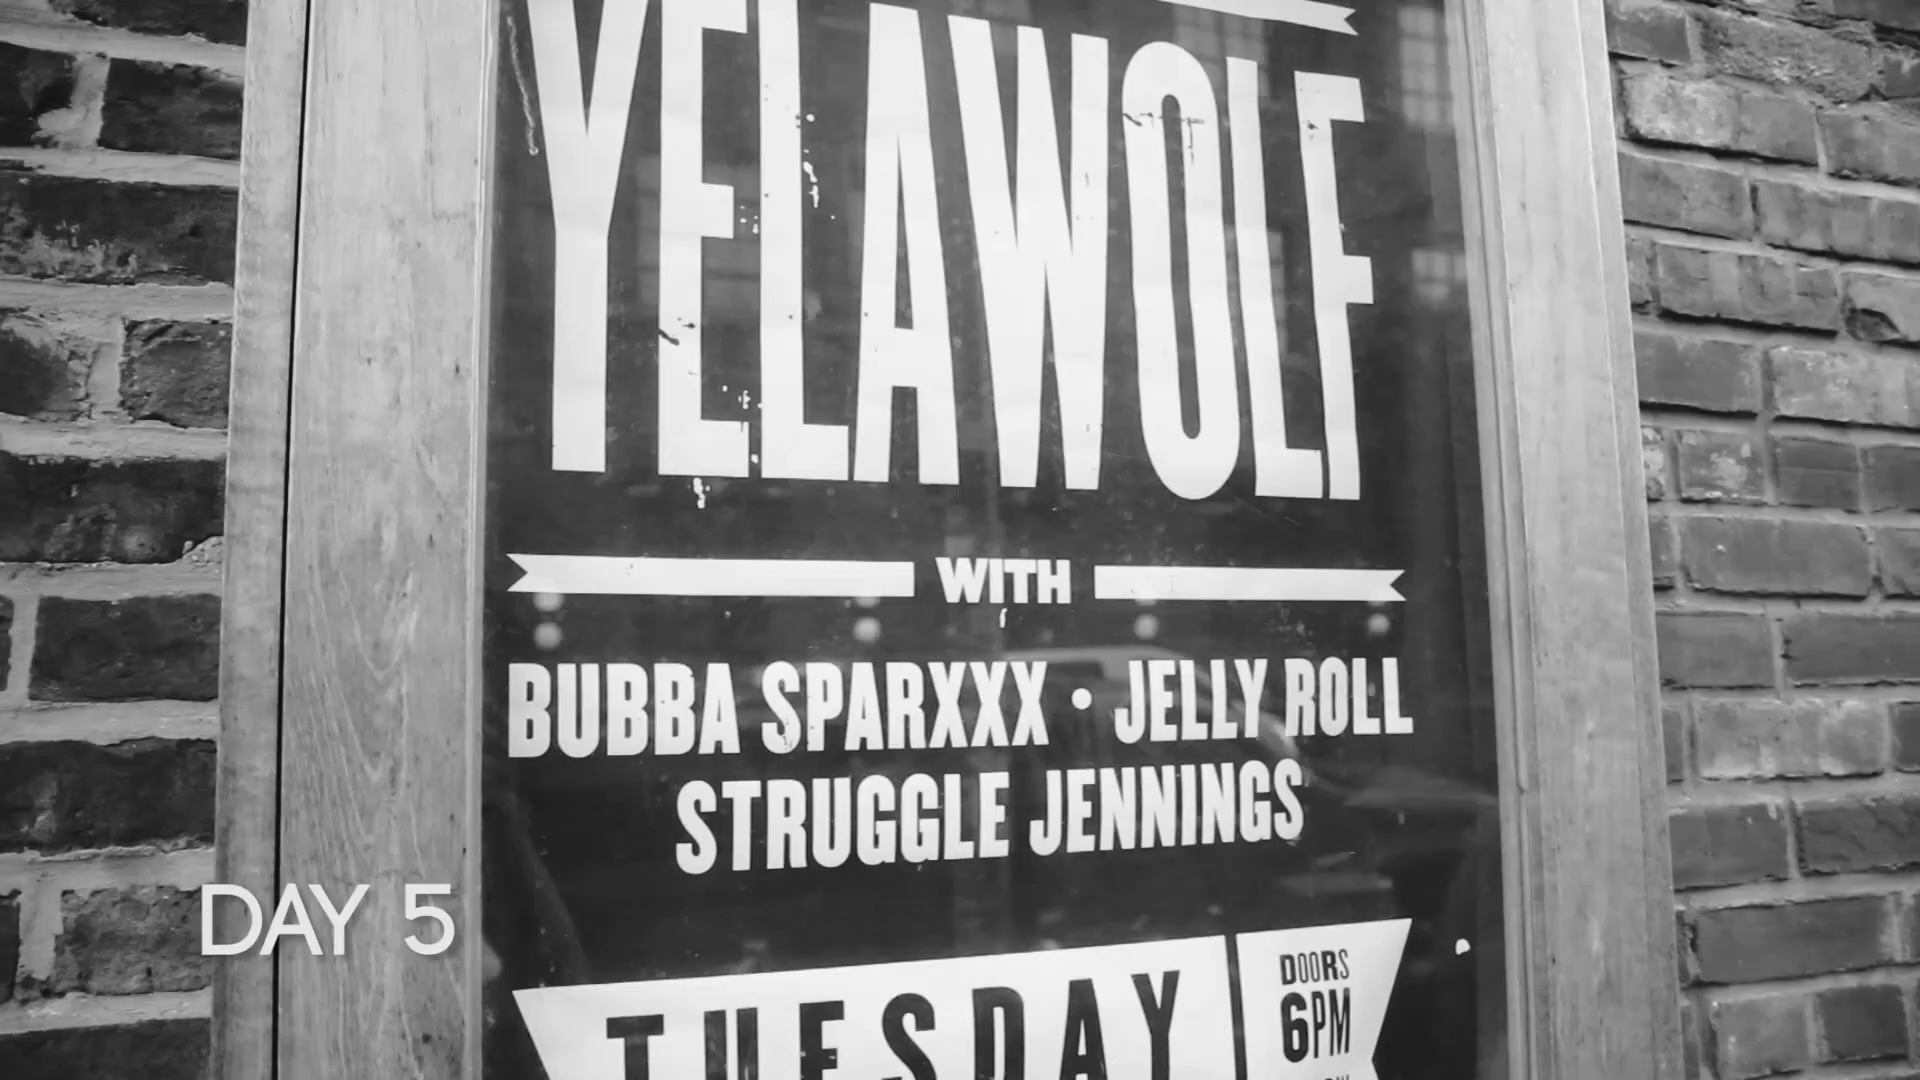 YELAWOLF
WITH
BUBBA SPARXXX • JELLY ROLL
STRUGGLE JENNINGS
DAY 5
TUESDAY
DOORS
6PM